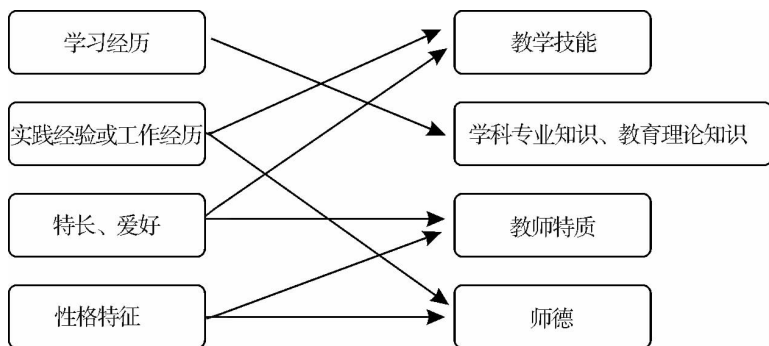 学习经历
教学技能
实践经验或工作经历
学科专业知识、教育理论知识
特长、爱好
教师特质
性格特征
师德